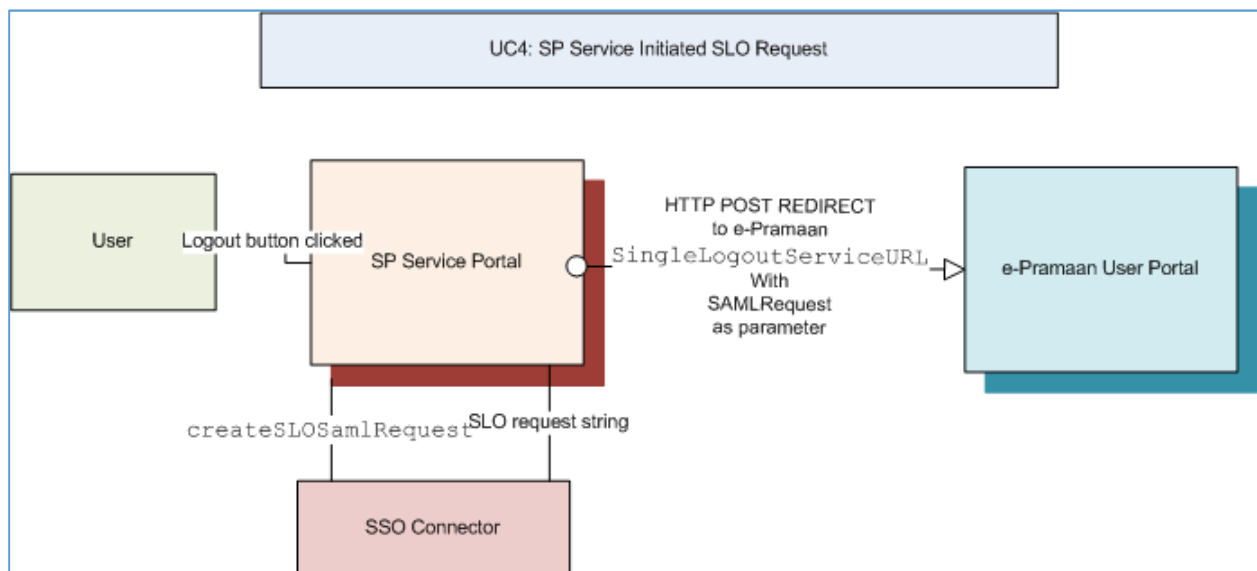 UC4: SP Service Initiated SLO Request
User
Logout button clicked
SP Service Portal
HTTP POST REDIRECT
to e-Pramaan
SingleLogoutServiceURL
With
SAMLRequest
as parameter
e-Pramaan User Portal
createSLOSamlRequest
SLO request string
SSO Connector